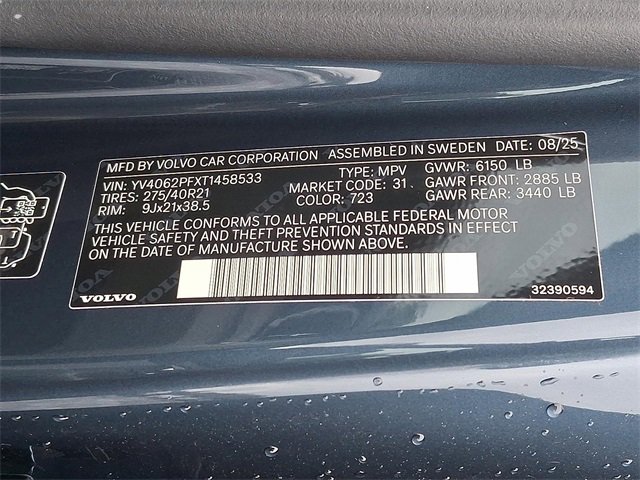 MFD BY VOLVO CAR CORPORATION ASSEMBLED IN SWEDEN DATE: 08/25
VIN: YV4062PFXT1458533 TYPE: MPV GVWR: 6150 LB
TIRES: 275/40R21 MARKET CODE: 31 GAWR FRONT: 2885 LB
RIM: 9Jx21x38.5 COLOR: 723 GAWR REAR: 3440 LB
THIS VEHICLE CONFORMS TO ALL APPLICABLE FEDERAL MOTOR
VEHICLE SAFETY AND THEFT PREVENTION STANDARDS IN EFFECT
ON THE DATE OF MANUFACTURE SHOWN ABOVE.
VOLVO 32390594